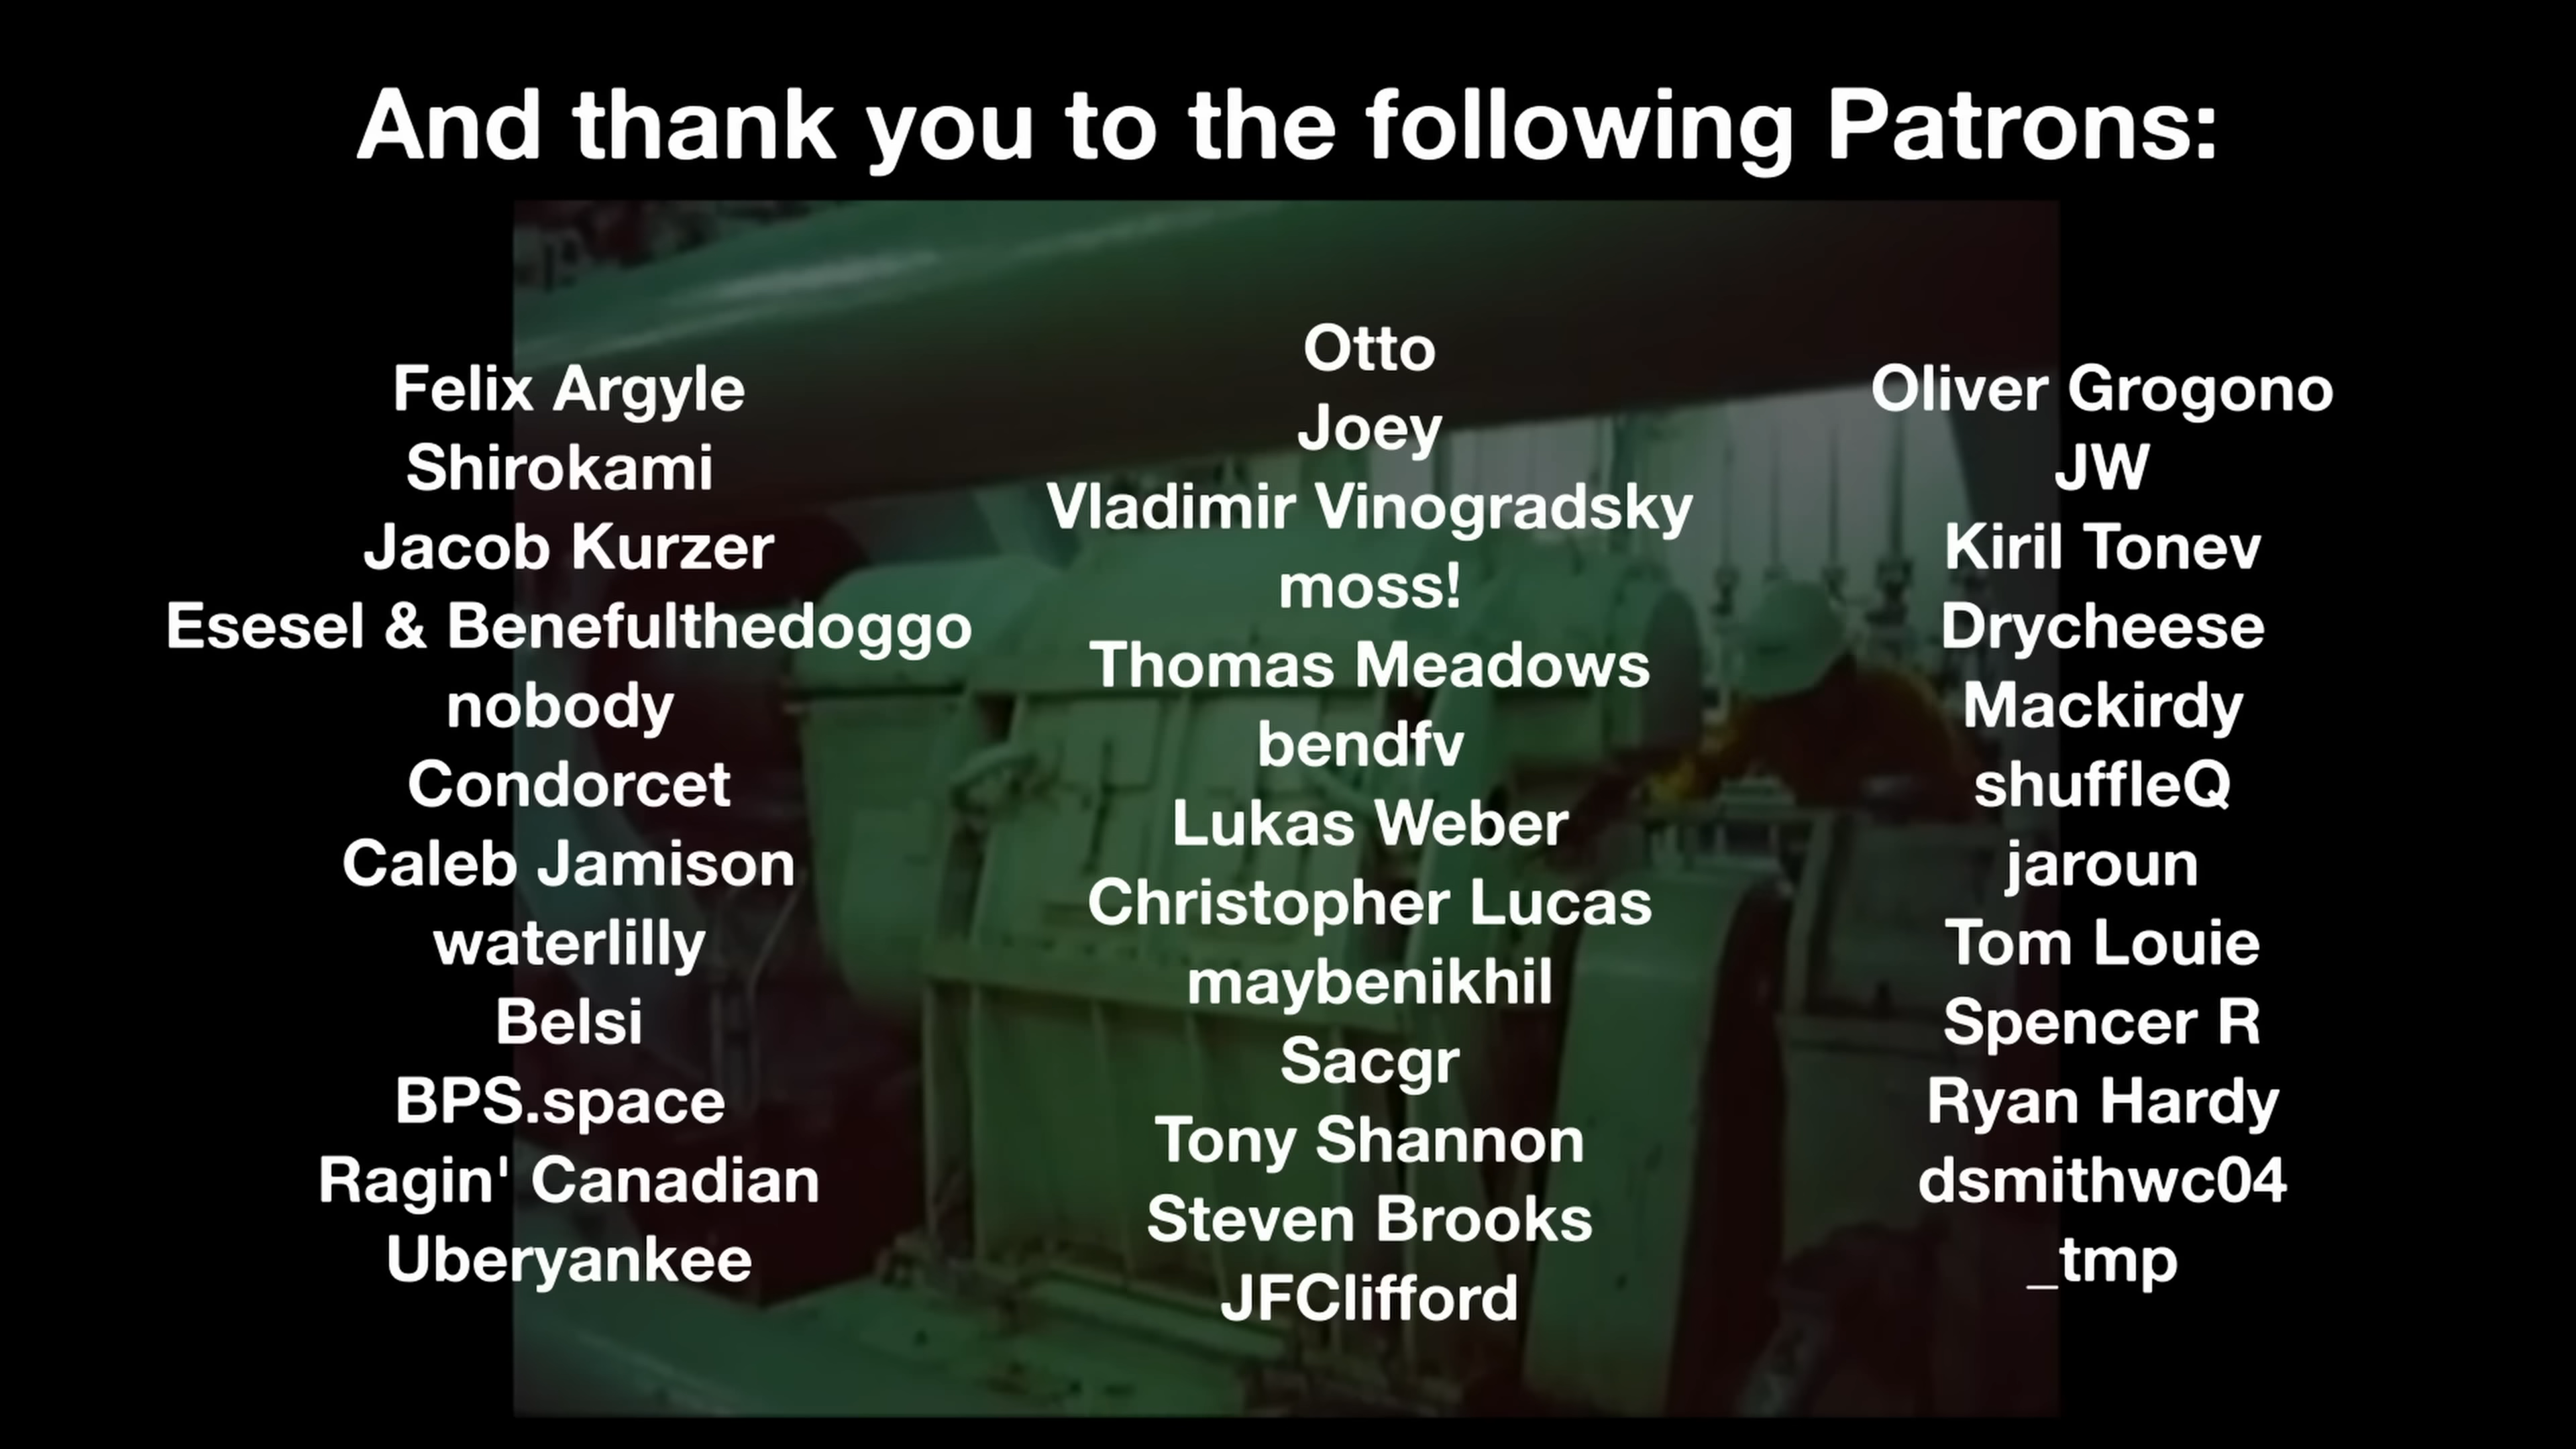 And thank you to the following Patrons:
Felix Argyle
Shirokami
Jacob Kurzer
Esesel & Benefulthedoggo
nobody
Condorcet
Caleb Jamison
waterlilly
Belsi
BPS.space
Ragin' Canadian
Uberyankee
Otto
Joey
Vladimir Vinogradsky
moss!
Thomas Meadows
bendfv
Lukas Weber
Christopher Lucas
maybenikhil
Sacgr
Tony Shannon
Steven Brooks
JFClifford
Oliver Grogono
JW
Kiril Tonev
Drycheese
Mackirdy
shuffleQ
jaroun
Tom Louie
Spencer R
Ryan Hardy
dsmithwc04
_tmp